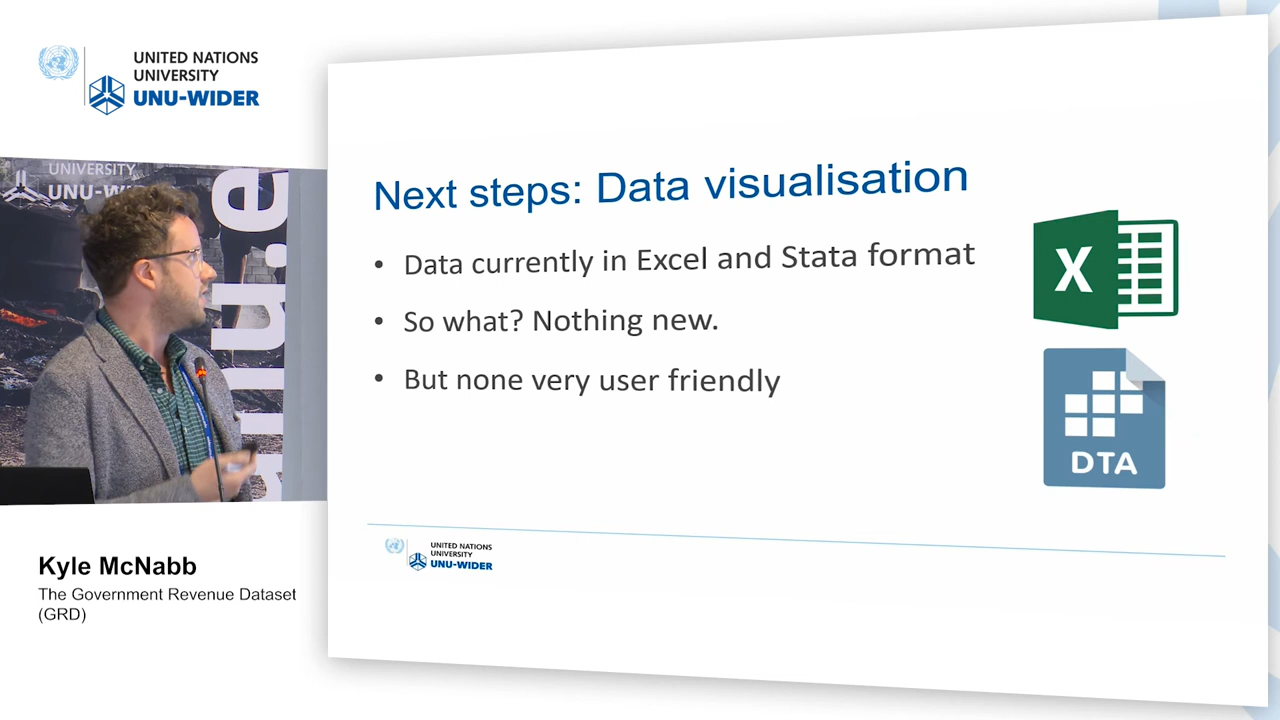 UNITED NATIONS
UNIVERSITY
UNU-WIDER
UNIVERSITY
UNU-W
Kyle McNabb
The Government Revenue Dataset
(GRD)
Next steps: Data visualisation
• Data currently in Excel and Stata format
• So what? Nothing new.
• But none very user friendly
X
DTA
UNITED NATIONS
UNIVERSITY
UNU-WIDER